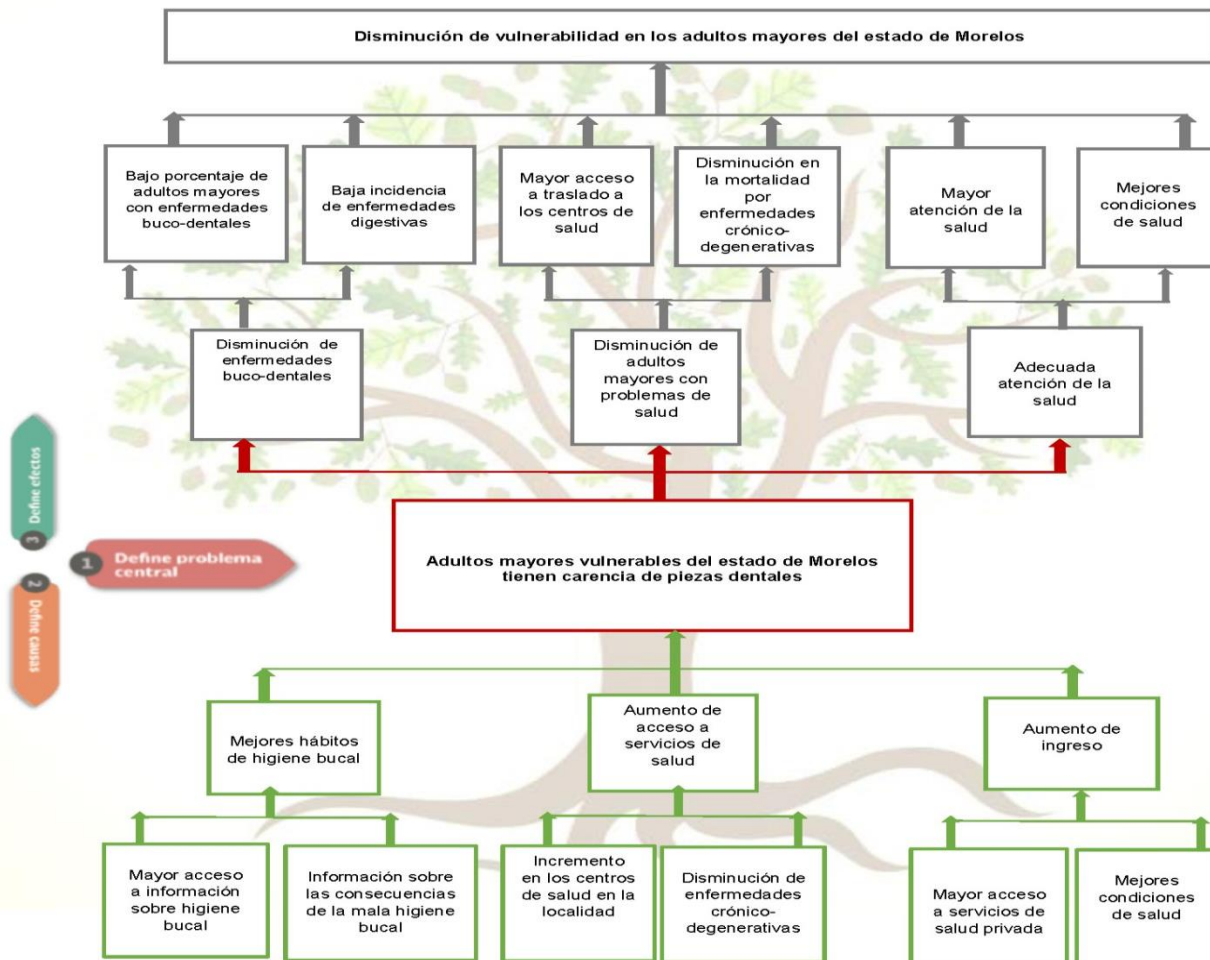 Disminución de vulnerabilidad en los adultos mayores del estado de Morelos
Bajo porcentaje de
adultos mayores
con enfermedades
buco-dentales
Baja incidencia
de enfermedades
digestivas
Mayor acceso
a traslado a
los centros de
salud
Disminución en
la mortalidad
por
enfermedades
crónico-
degenerativas
Mayor
atención de la
salud
Mejores
condiciones
de salud
Disminución de
enfermedades
buco-dentales
Disminución de
adultos
mayores con
problemas de
salud
Adecuada
atención de la
salud
3 Define efectos
1 Define problema
central
2 Define causas
Adultos mayores vulnerables del estado de Morelos
tienen carencia de piezas dentales
Mejores hábitos
de higiene bucal
Aumento de
acceso a
servicios de
salud
Aumento de
ingreso
Mayor acceso
a información
sobre higiene
bucal
Información sobre
las consecuencias
de la mala higiene
bucal
Incremento
en los centros
de salud en la
localidad
Disminución de
enfermedades
crónico-
degenerativas
Mayor acceso
a servicios de
salud privada
Mejores
condiciones
de salud